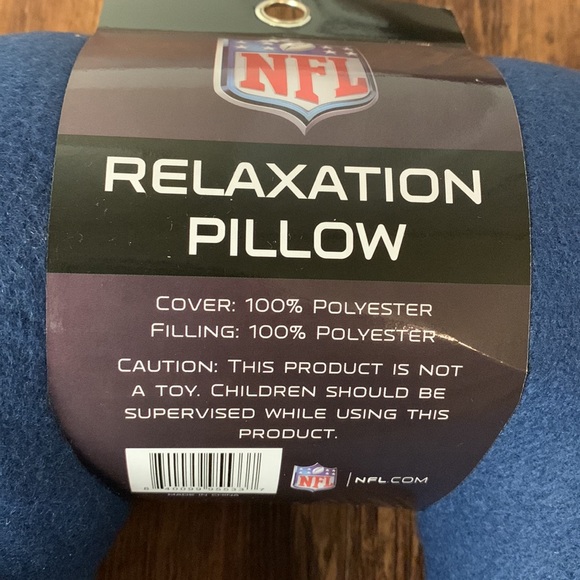 NFL
RELAXATION
PILLOW
COVER: 100% POLYESTER
FILLING: 100% POLYESTER
CAUTION: THIS PRODUCT IS NOT
A TOY. CHILDREN SHOULD BE
SUPERVISED WHILE USING THIS
PRODUCT.
NFL | NFL.COM